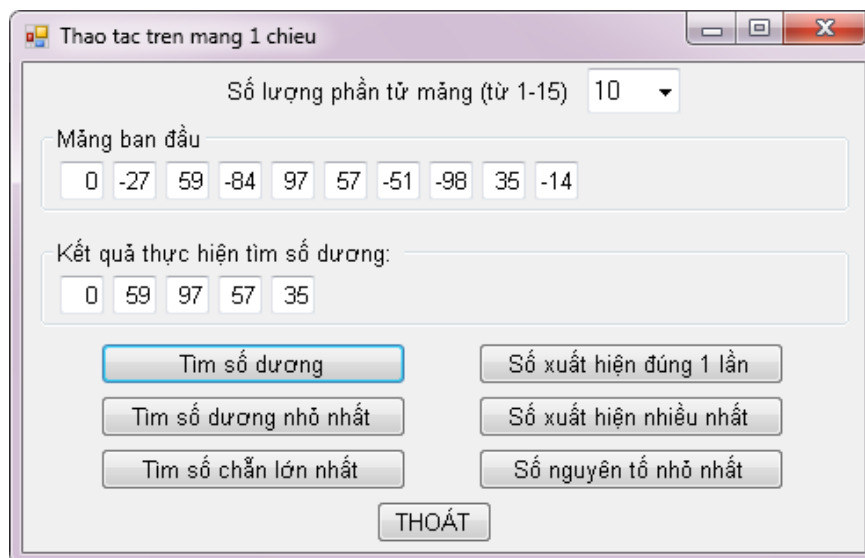 Thao tac tren mang 1 chieu
Số lượng phần tử mảng (từ 1-15) 10
Mảng ban đầu
0 -27 59 -84 97 57 -51 -98 35 -14
Kết quả thực hiện tìm số dương:
0 59 97 57 35
Tìm số dương Số xuất hiện đúng 1 lần
Tìm số dương nhỏ nhất Số xuất hiện nhiều nhất
Tìm số chẵn lớn nhất Số nguyên tố nhỏ nhất
THOÁT